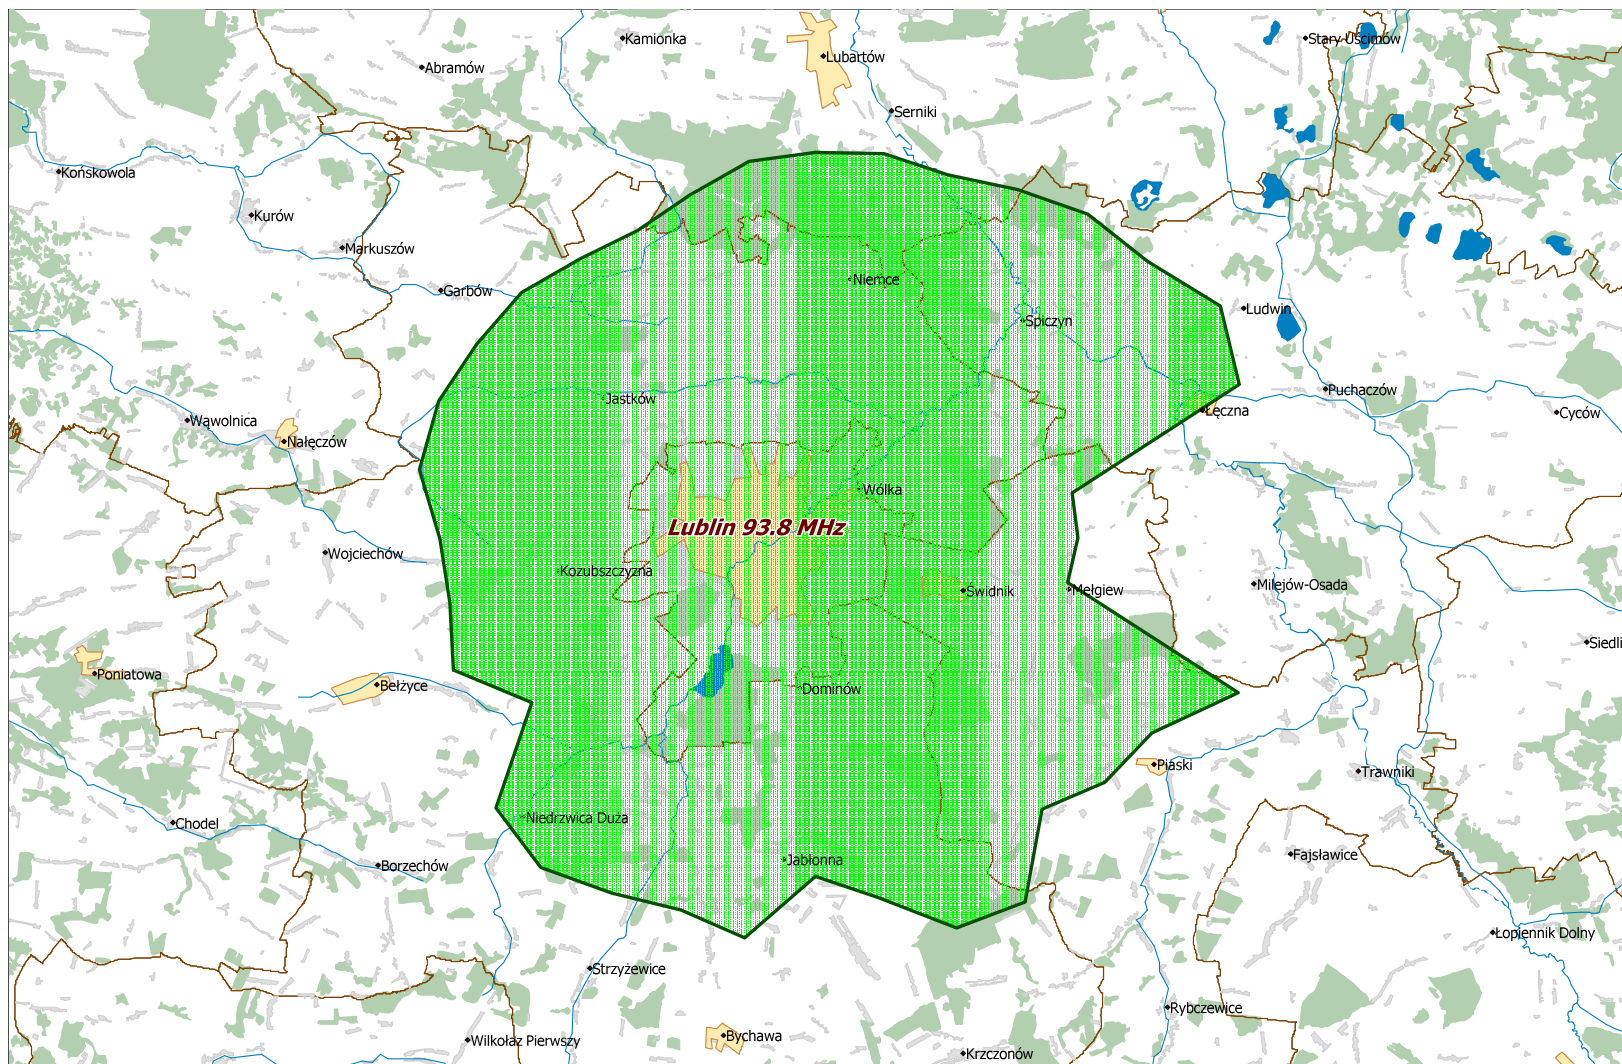 Kamionka
Stary Uścimów
Lubartów
Abramów
Serniki
Końskowola
Kurów
Markuszów
Niemce
Garbów
Ludwin
Spiczyn
Puchaczów
Jastków
Łęczna
Cyców
Wąwolnica
Nałęczów
Wólka
Lublin 93.8 MHz
Wojciechów
Kozubszczyzna
Milejów-Osada
Świdnik
Mełgiew
Siedli
Poniatowa
Bełżyce
Dominów
Piaski
Trawniki
Niedrzwica Duża
Chodel
Fajsławice
Jabłonna
Borzechów
Łopiennik Dolny
Strzyżewice
Rybczewice
Bychawa
Wilkołaz Pierwszy
Krzczonów